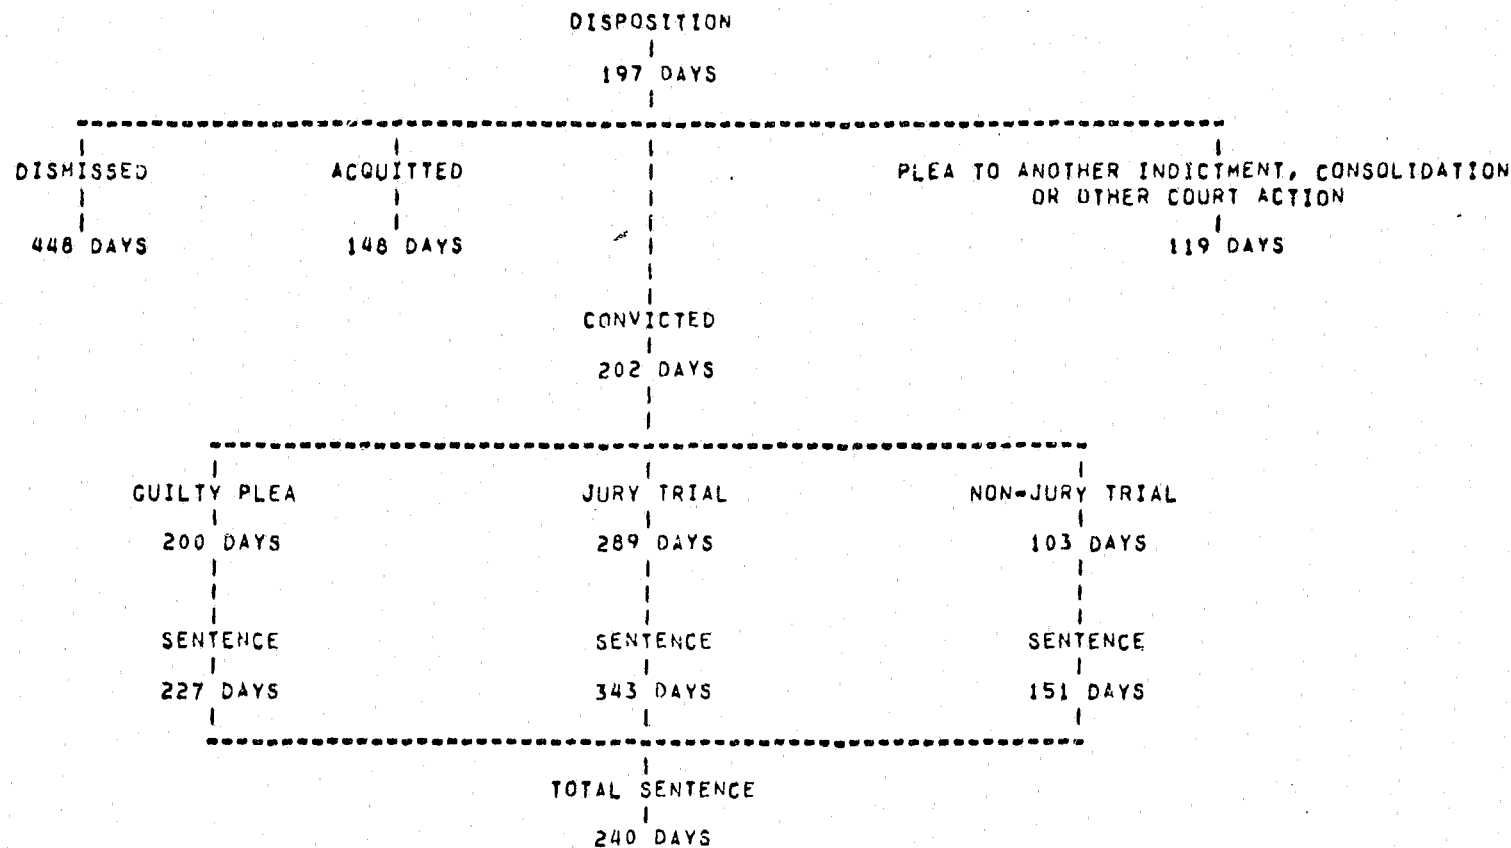 DISPOSITION
197 DAYS
DISMISSED ACQUITTED PLEA TO ANOTHER INDICTMENT, CONSOLIDATION
OR OTHER COURT ACTION
448 DAYS 148 DAYS 119 DAYS
CONVICTED
202 DAYS
GUILTY PLEA JURY TRIAL NON-JURY TRIAL
200 DAYS 289 DAYS 103 DAYS
SENTENCE SENTENCE SENTENCE
227 DAYS 343 DAYS 151 DAYS
TOTAL SENTENCE
240 DAYS